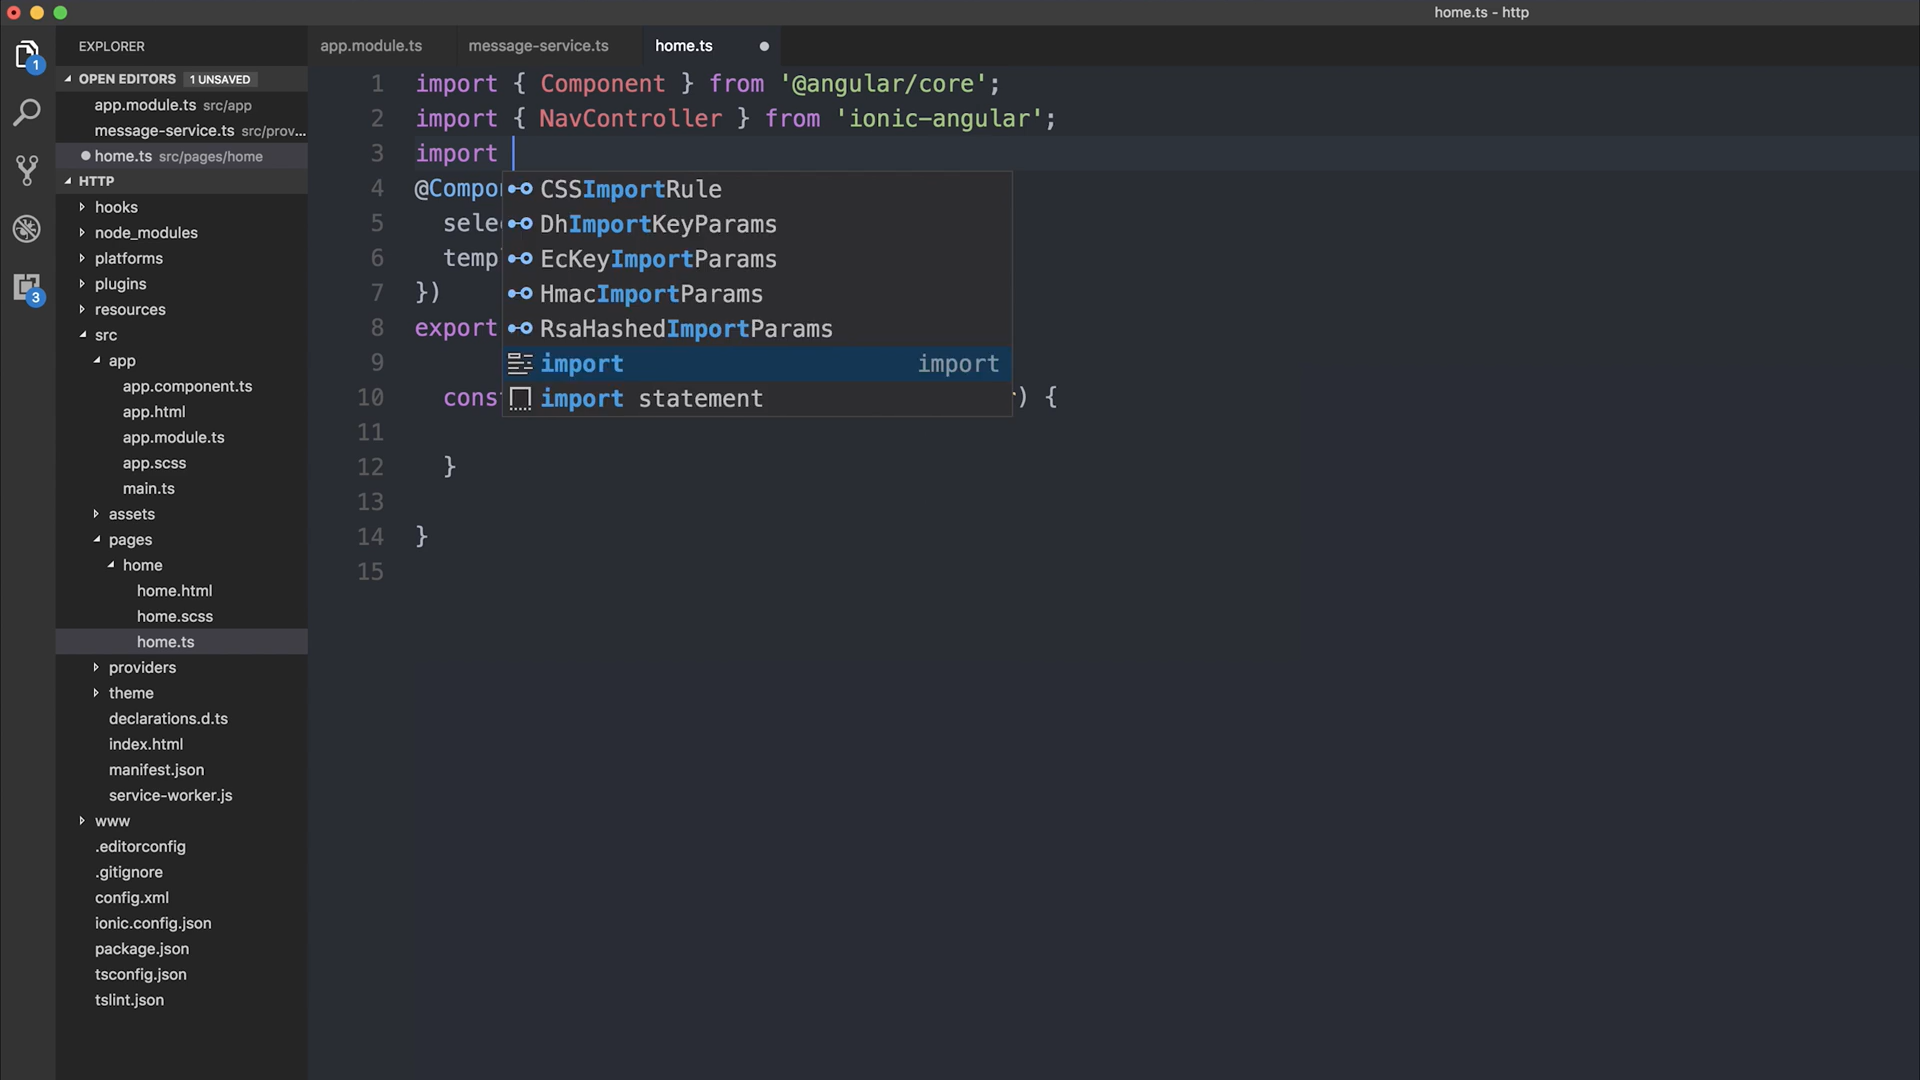 home.ts - http
EXPLORER
OPEN EDITORS 1 UNSAVED
app.module.ts src/app
message-service.ts src/prov...
home.ts src/pages/home
HTTP
hooks
node_modules
platforms
plugins
resources
src
app
app.component.ts
app.html
app.module.ts
app.scss
main.ts
assets
pages
home
home.html
home.scss
home.ts
providers
theme
declarations.d.ts
index.html
manifest.json
service-worker.js
www
.editorconfig
.gitignore
config.xml
ionic.config.json
package.json
tsconfig.json
tslint.json
1
3
app.module.ts message-service.ts home.ts
1 import { Component } from '@angular/core';
2 import { NavController } from 'ionic-angular';
3 import
4 @Compo
5 selec
6 temp
7 })
8 export
9
10 cons r) {
11
12 }
13
14 }
15
CSSImportRule
DhImportKeyParams
EcKeyImportParams
HmacImportParams
RsaHashedImportParams
import import
import statement